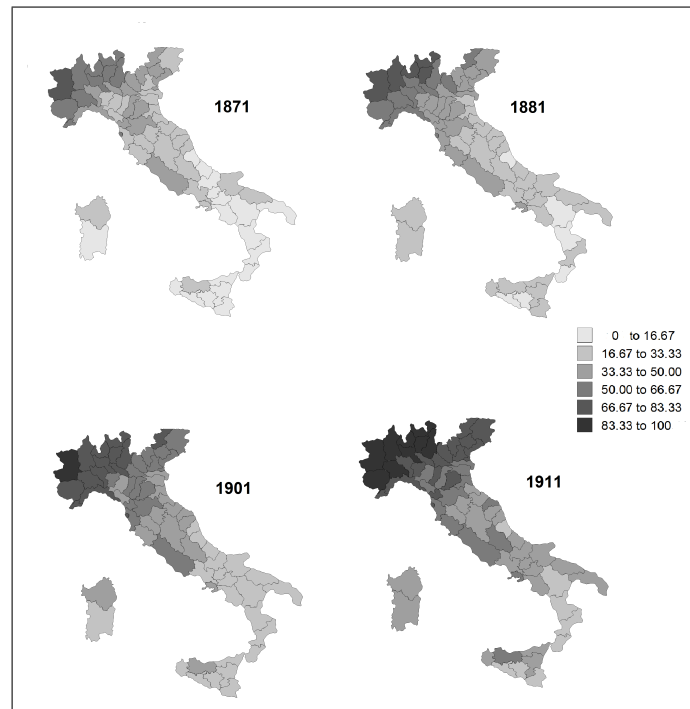 1871
1881
0 to 16.67
16.67 to 33.33
33.33 to 50.00
50.00 to 66.67
66.67 to 83.33
83.33 to 100
1901
1911